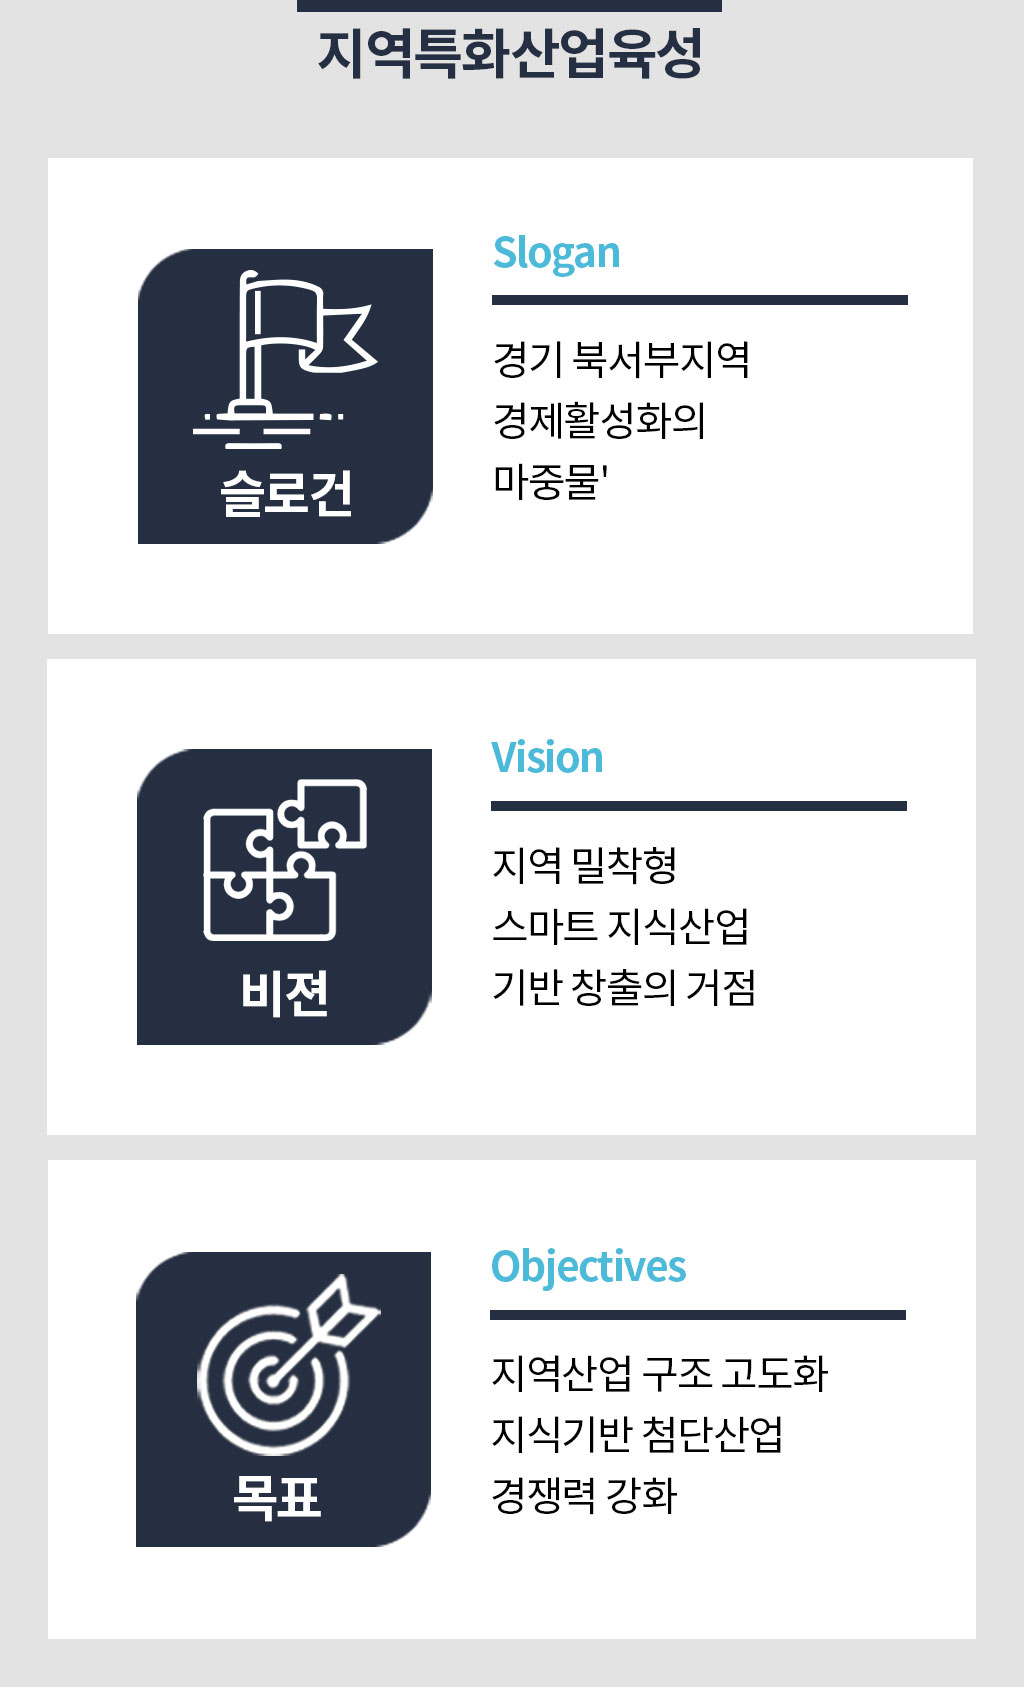 지역특화산업육성
Slogan
경기 북서부지역
경제활성화의
마중물'
슬로건
Vision
지역 밀착형
스마트 지식산업
기반 창출의 거점
비젼
Objectives
지역산업 구조 고도화
지식기반 첨단산업
경쟁력 강화
목표